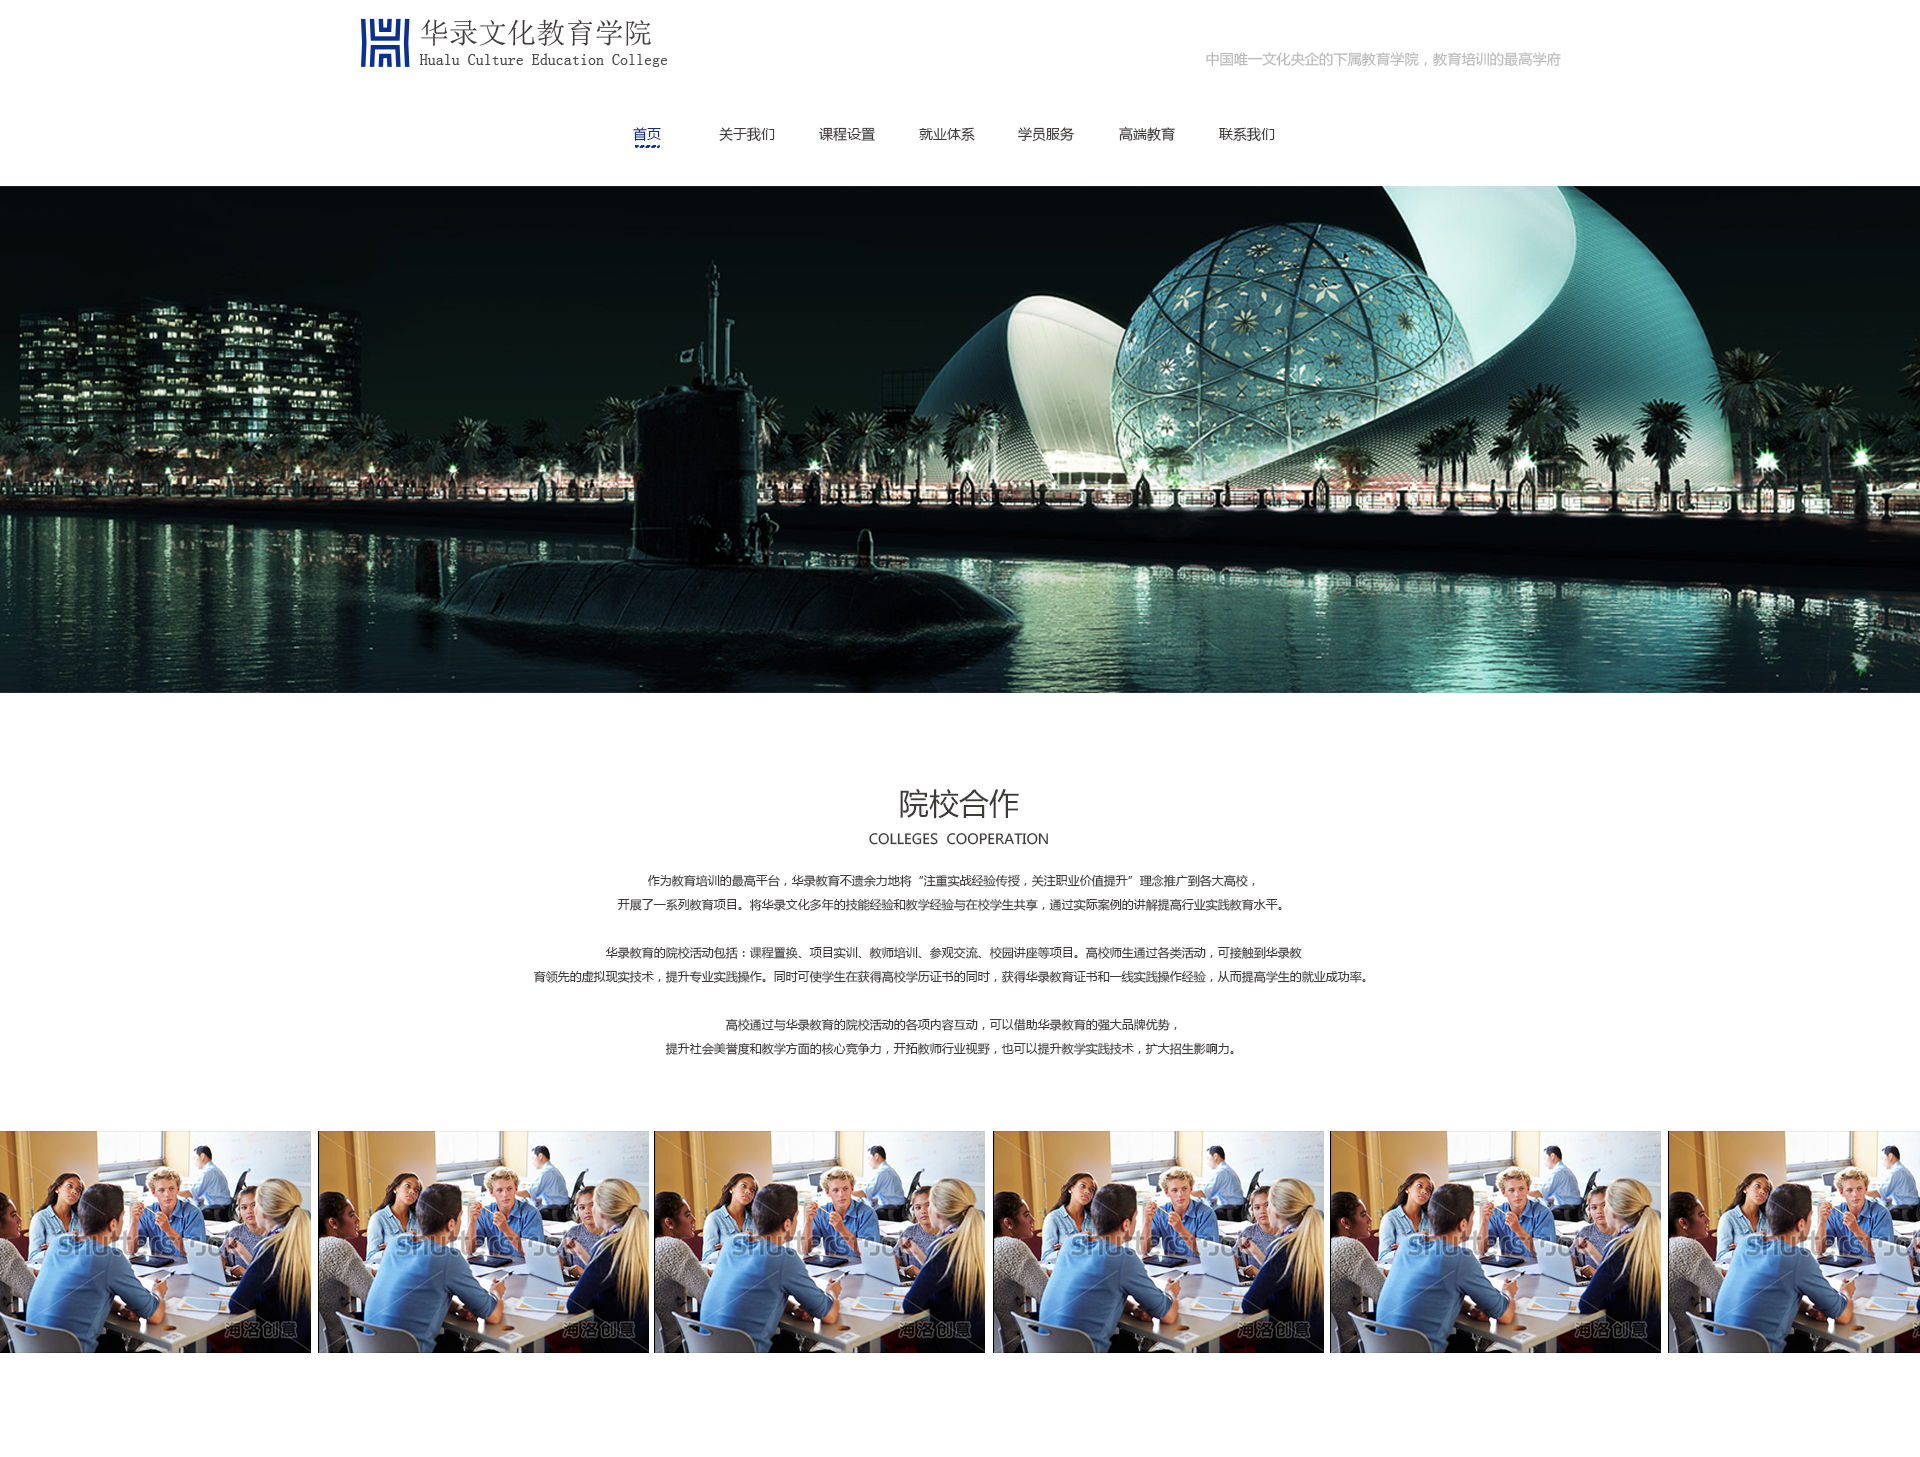 华录文化教育学院
Hualu Culture Education College
中国唯一文化央企的下属教育学院，教育培训的最高学府
首页 关于我们 课程设置 就业体系 学员服务 高端教育 联系我们
院校合作
COLLEGES COOPERATION
作为教育培训的最高平台，华录教育不遗余力地将“注重实战经验传授，关注职业价值提升”理念推广到各大高校，
开展了一系列教育项目。将华录文化多年的技能经验和教学经验与在校学生共享，通过实际案例的讲解提高行业实践教育水平。
华录教育的院校活动包括：课程置换、项目实训、教师培训、参观交流、校园讲座等项目。高校师生通过各类活动，可接触到华录教
育领先的虚拟现实技术，提升专业实践操作。同时可使学生在获得高校学历证书的同时，获得华录教育证书和一线实践操作经验，从而提高学生的就业成功率。
高校通过与华录教育的院校活动的各项内容互动，可以借助华录教育的强大品牌优势，
提升社会美誉度和教学方面的核心竞争力，开拓教师行业视野，也可以提升教学实践技术，扩大招生影响力。
海洛创意
海洛创意
海洛创意
海洛创意
海洛创意